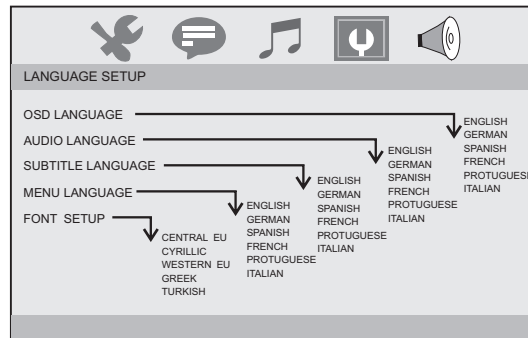 LANGUAGE SETUP
OSD LANGUAGE
ENGLISH
GERMAN
SPANISH
FRENCH
PROTUGUESE
ITALIAN
AUDIO LANGUAGE
ENGLISH
GERMAN
SPANISH
FRENCH
PROTUGUESE
ITALIAN
SUBTITLE LANGUAGE
ENGLISH
GERMAN
SPANISH
FRENCH
PROTUGUESE
ITALIAN
MENU LANGUAGE
ENGLISH
GERMAN
SPANISH
FRENCH
PROTUGUESE
ITALIAN
FONT SETUP
CENTRAL EU
CYRILLIC
WESTERN EU
GREEK
TURKISH